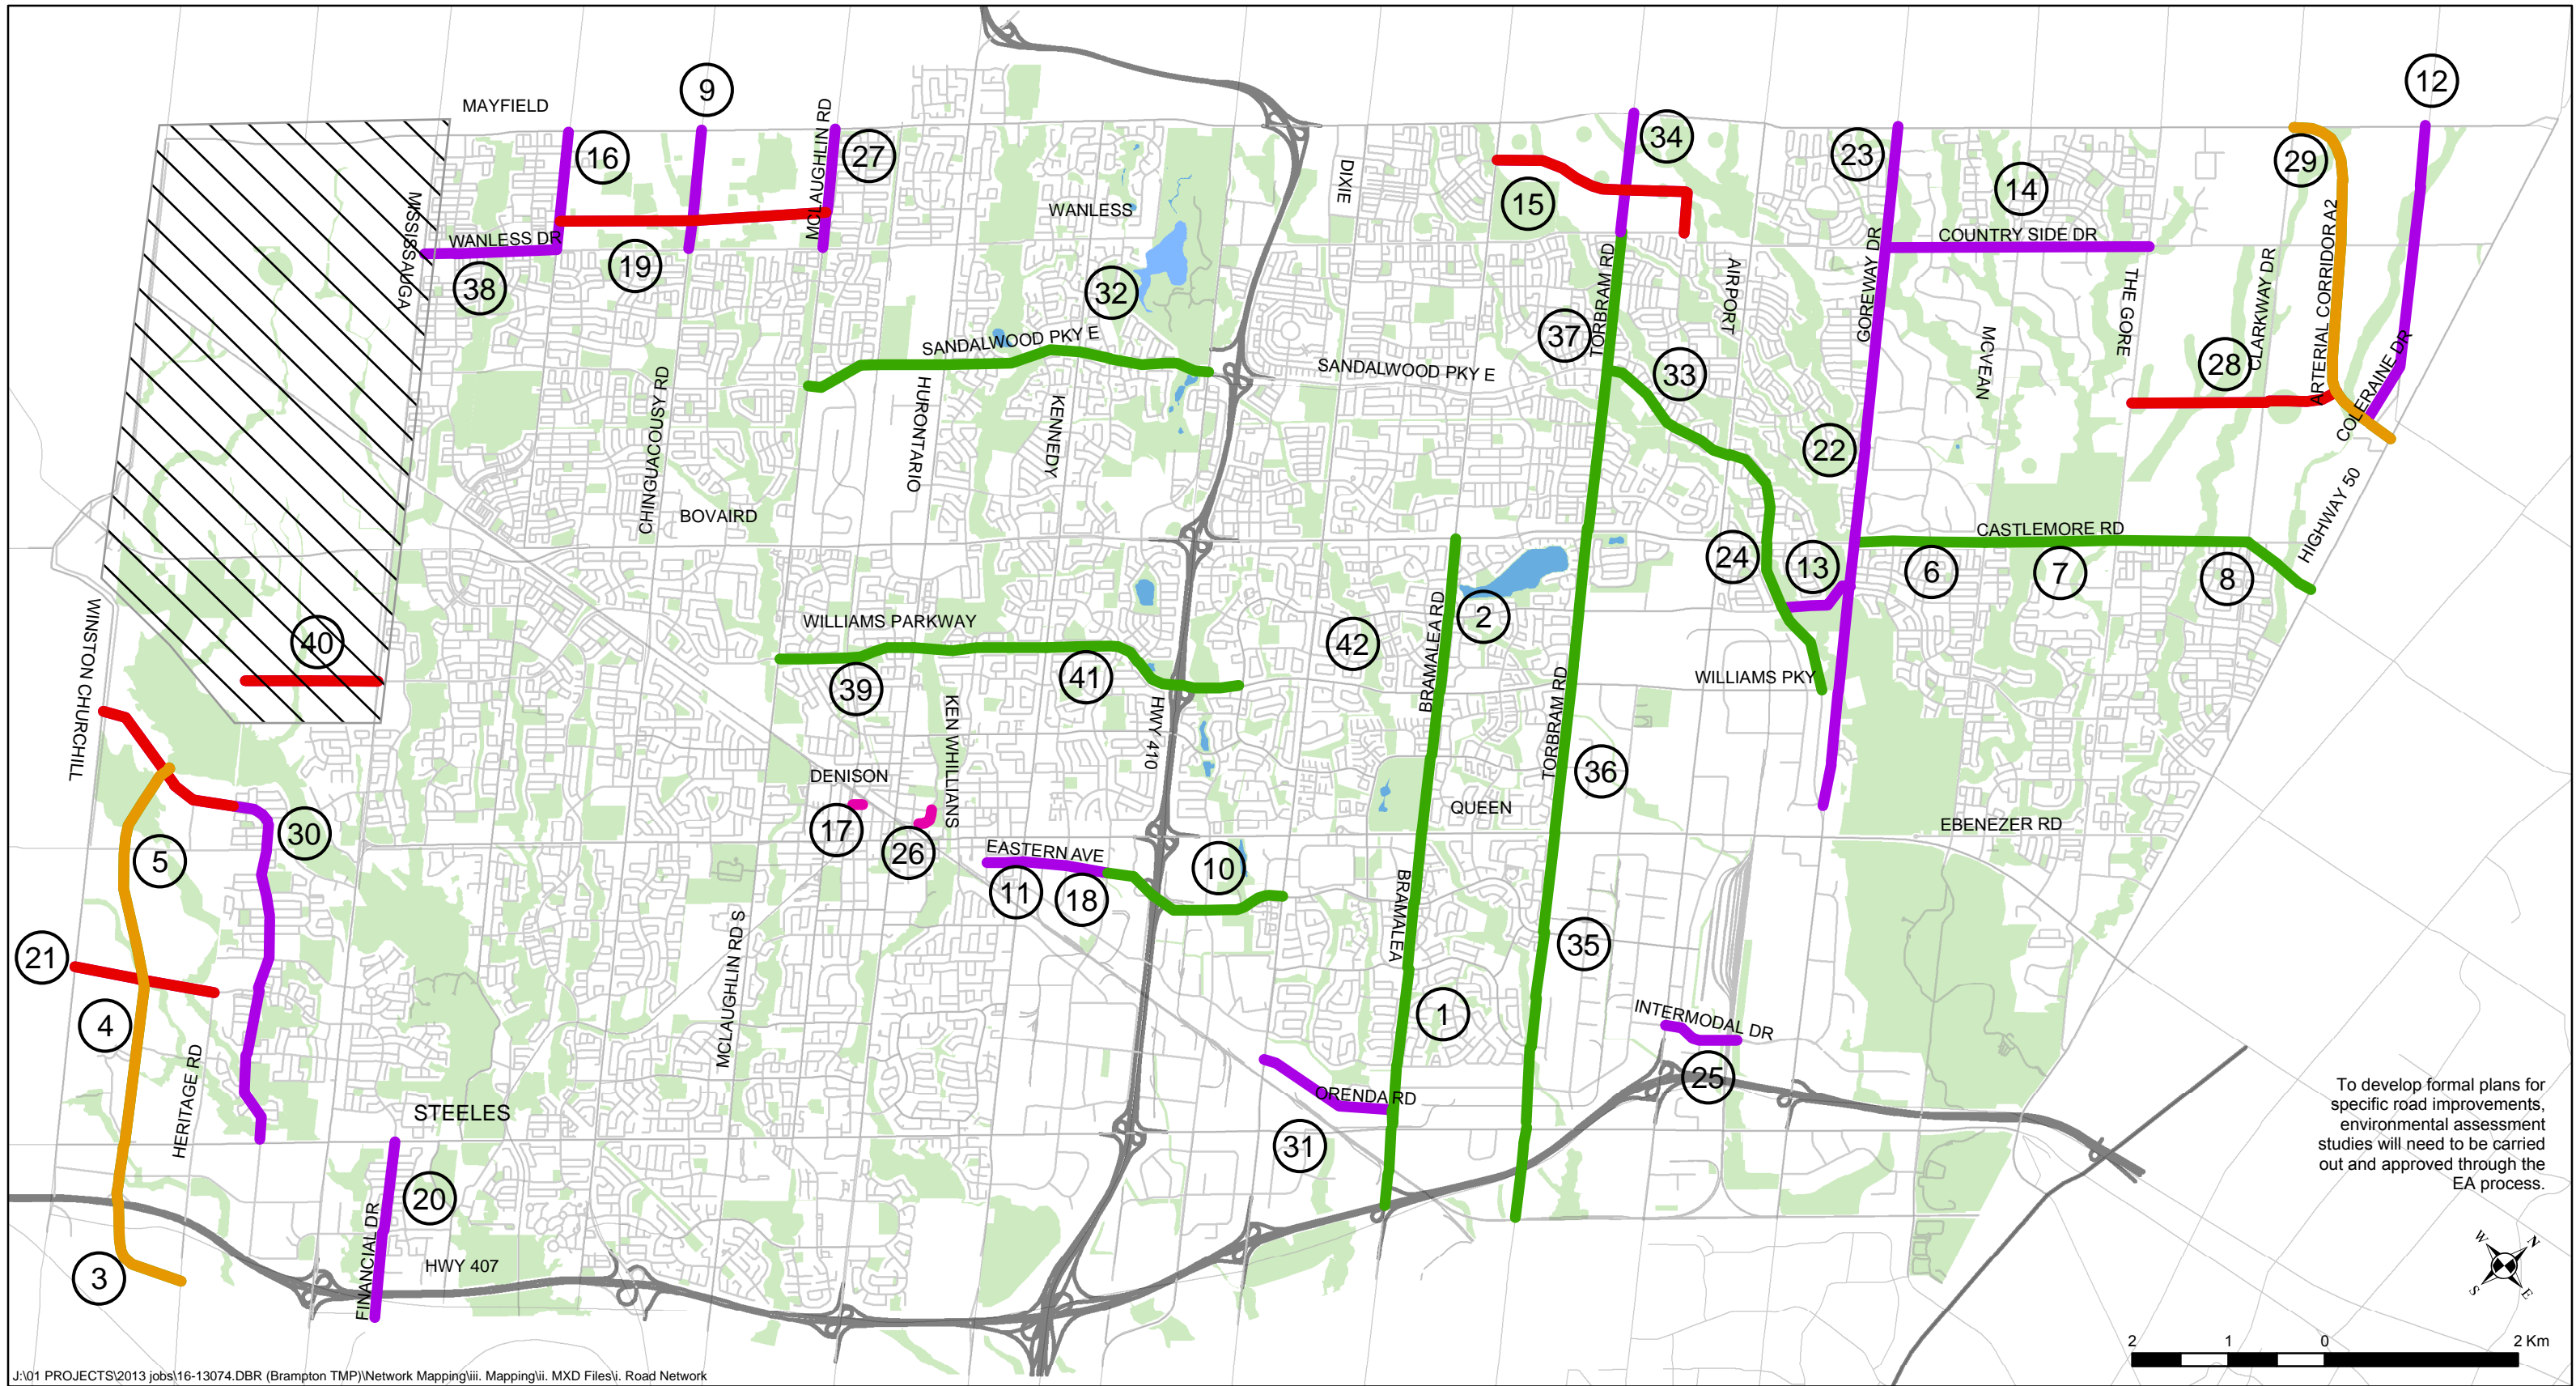 MAYFIELD
9
12
16
MCLAUGHLIN RD
27
34
23
29
DIXIE
14
15
MISSISSAUGA
WANLESS
WANLESS DR
19
38
32
COUNTRY SIDE DR
ARTERIAL CORRIDOR A2
AIRPORT
GOREWAY DR
THE GORE
CLARKWAY DR
TORBRAM RD
37
SANDALWOOD PKY E
SANDALWOOD PKY E
33
MCVEAN
28
COLERAINE DR
CHINGUACOUSY RD
HURONTARIO
KENNEDY
22
BOVAIRD
HIGHWAY 50
CASTLEMORE RD
24
13
6
7
8
WINSTON CHURCHILL
40
WILLIAMS PARKWAY
42
BRAMALEA RD
2
39
41
WILLIAMS PKY
KEN WHILLIANS
HWY 410
TORBRAM RD
36
DENISON
17
26
QUEEN
EBENEZER RD
30
5
EASTERN AVE
11
18
10
BRAMALEA
21
MCLAUGHLIN RD S
35
4
1
INTERMODAL DR
25
HERITAGE RD
STEELES
ORENDA RD
31
To develop formal plans for
specific road improvements,
environmental assessment
studies will need to be carried
out and approved through the
EA process.
20
FINANCIAL DR
HWY 407
3
W
N
S
E
2
1
0
2 Km
J:\01 PROJECTS\2013 jobs\16-13074.DBR (Brampton TMP)\Network Mapping\iii. Mapping\ii. MXD Files\i. Road Network